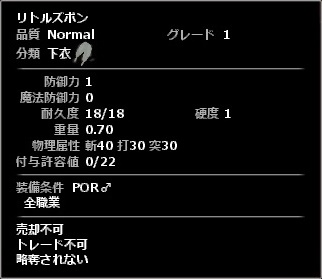 リトルズボン
品質 Normal グレード 1
分類 下衣
防御力 1
魔法防御力 0
耐久度 18/18 硬度 1
重量 0.70
物理属性 斬40 打30 突30
付与許容値 0/22
装備条件 POR♂
全職業
売却不可
トレード不可
略奪されない